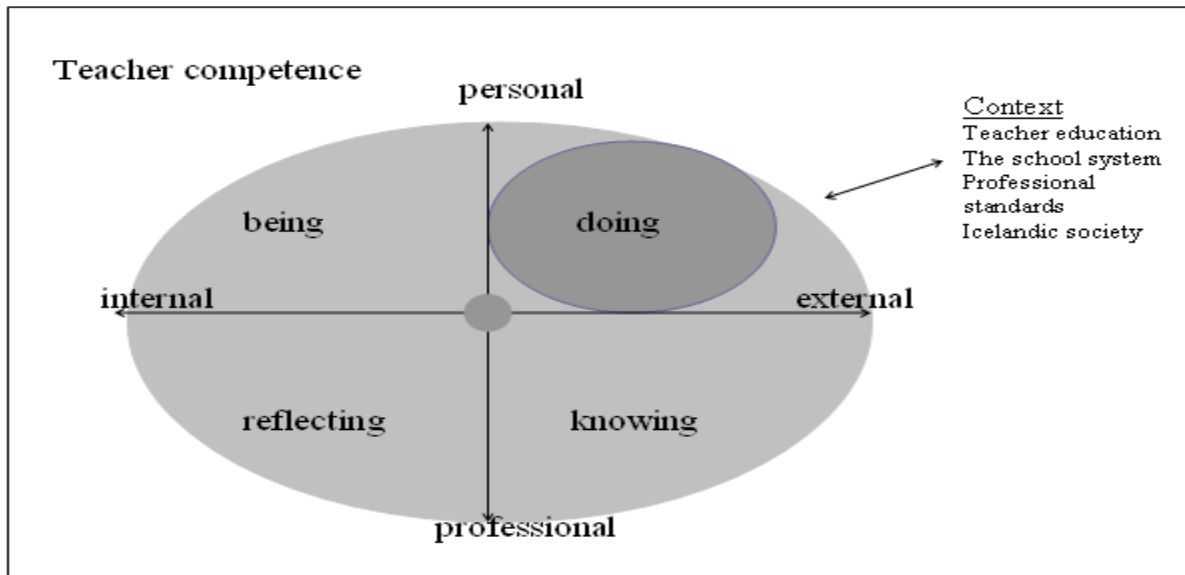 Teacher competence
personal
Context
Teacher education
The school system
Professional
standards
Icelandic society
being
doing
internal
external
reflecting
knowing
professional